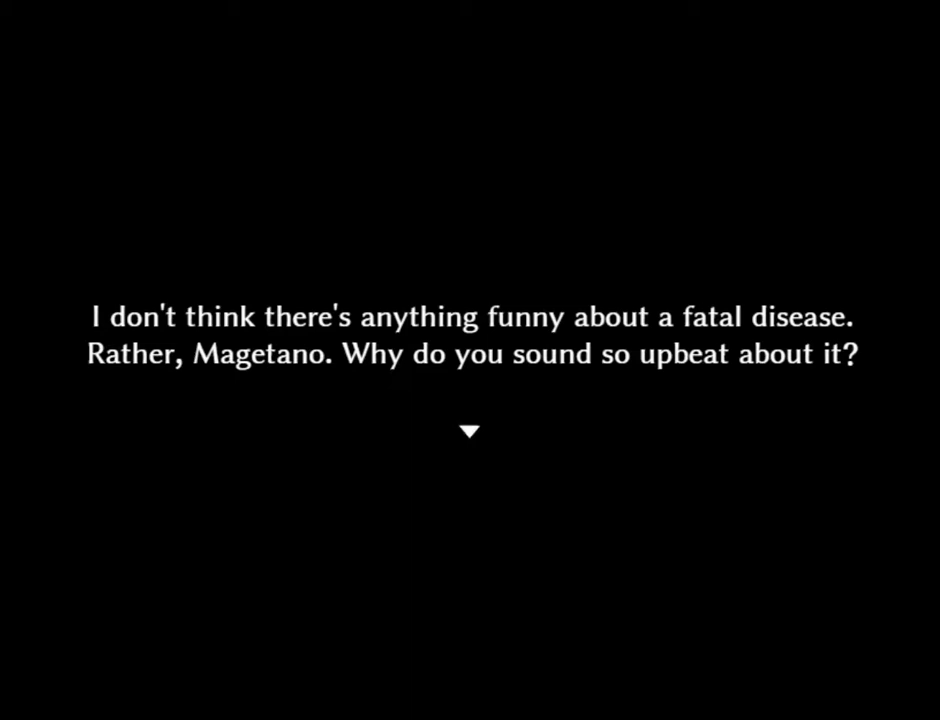 I don't think there's anything funny about a fatal disease.
Rather, Magetano. Why do you sound so upbeat about it?